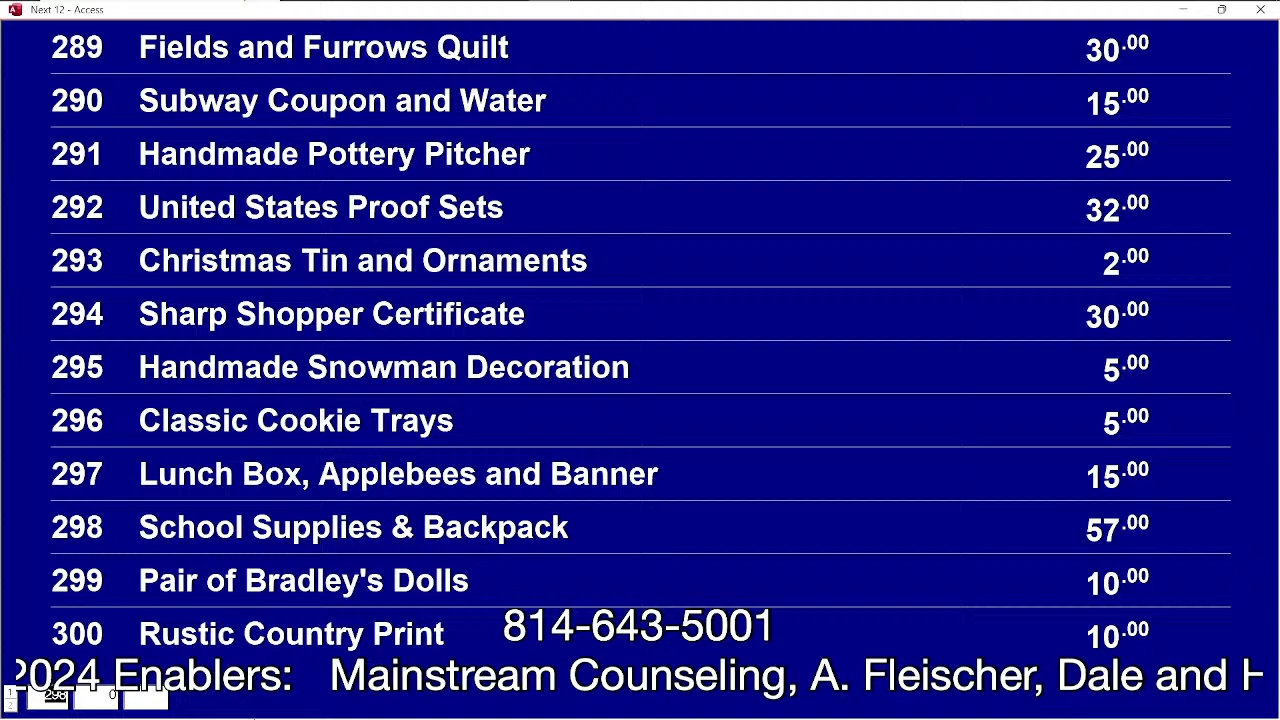 Next 12 - Access
289 Fields and Furrows Quilt 30.00
290 Subway Coupon and Water 15.00
291 Handmade Pottery Pitcher 25.00
292 United States Proof Sets 32.00
293 Christmas Tin and Ornaments 2.00
294 Sharp Shopper Certificate 30.00
295 Handmade Snowman Decoration 5.00
296 Classic Cookie Trays 5.00
297 Lunch Box, Applebees and Banner 15.00
298 School Supplies & Backpack 57.00
299 Pair of Bradley's Dolls 10.00
300 Rustic Country Print 10.00
814-643-5001
2024 Enablers: Mainstream Counseling, A. Fleischer, Dale and H
1 298 0
2